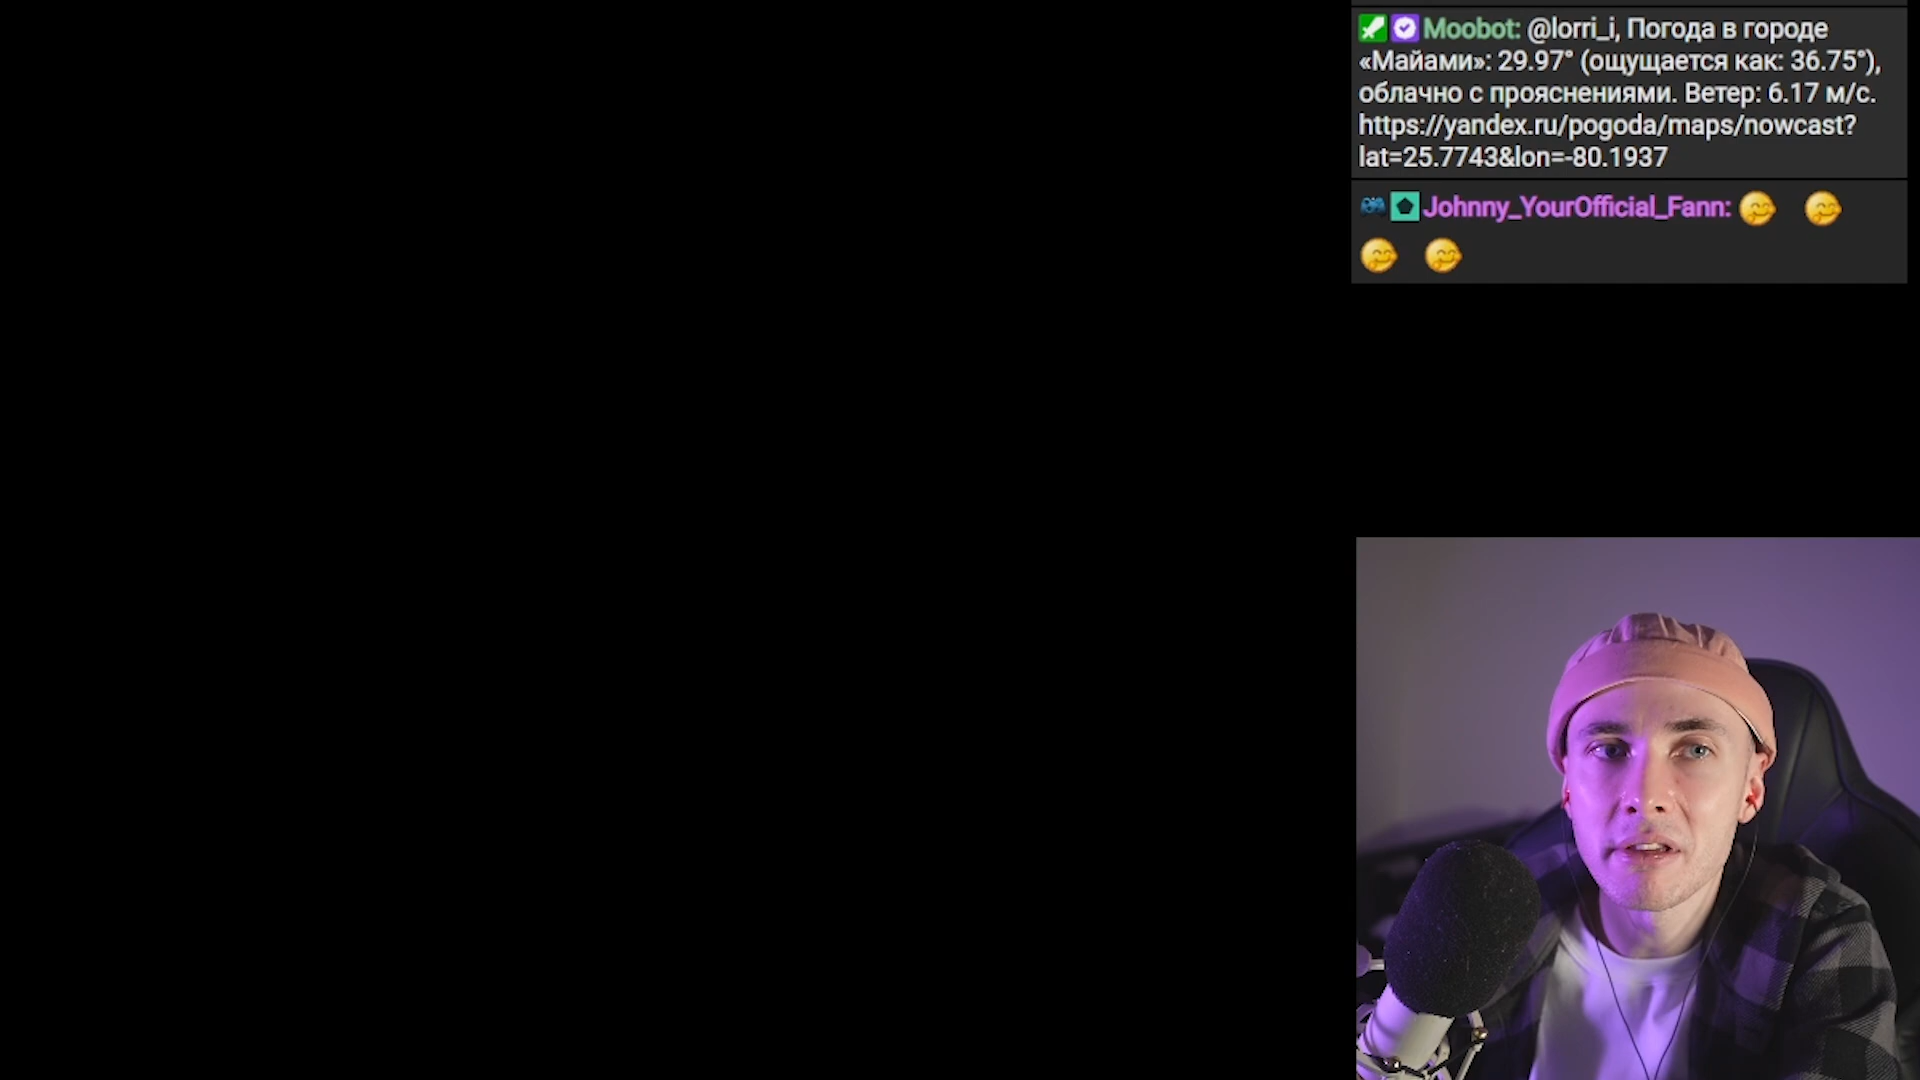 Moobot: @lorri_i, Погода в городе
«Майами»: 29.97° (ощущается как: 36.75°),
облачно с прояснениями. Ветер: 6.17 м/с.
https://yandex.ru/pogoda/maps/nowcast?
lat=25.7743&lon=-80.1937
Johnny_YourOfficial_Fann: